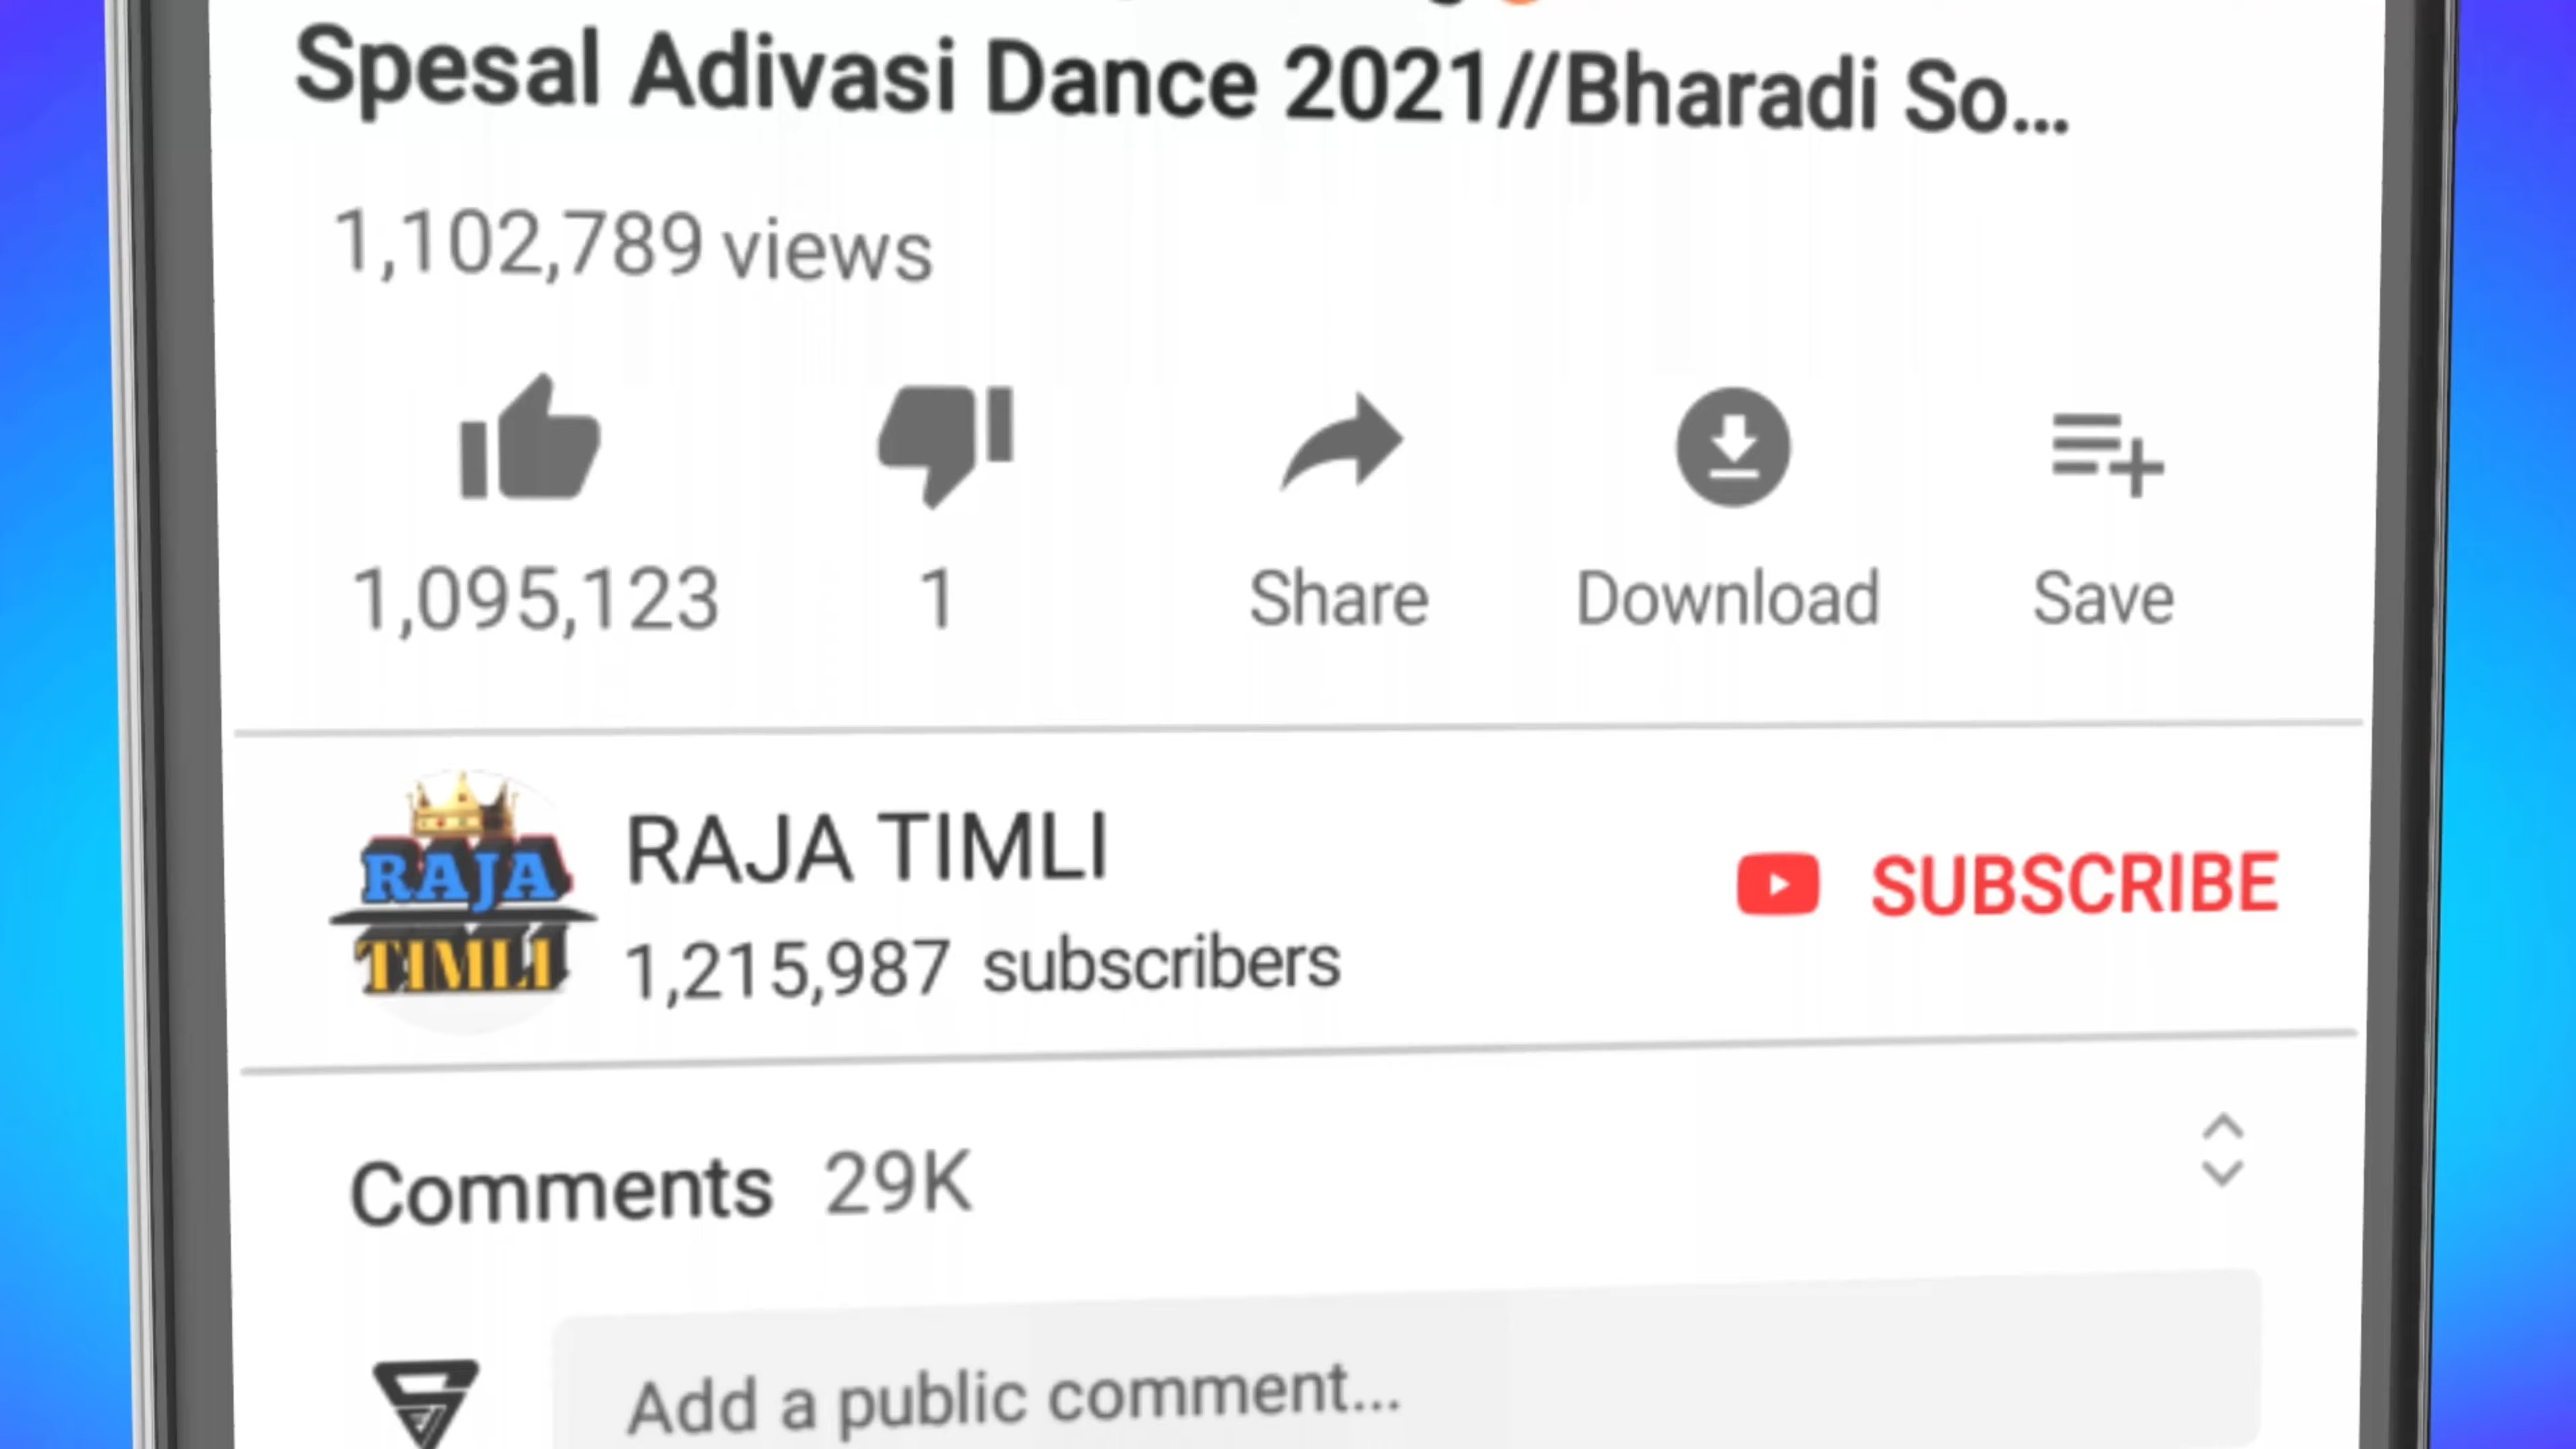 Spesal Adivasi Dance 2021//Bharadi So...
1,102,789 views
1,095,123
1
Share
Download
Save
RAJA
TIMLI
RAJA TIMLI
1,215,987 subscribers
SUBSCRIBE
Comments 29K
Add a public comment...